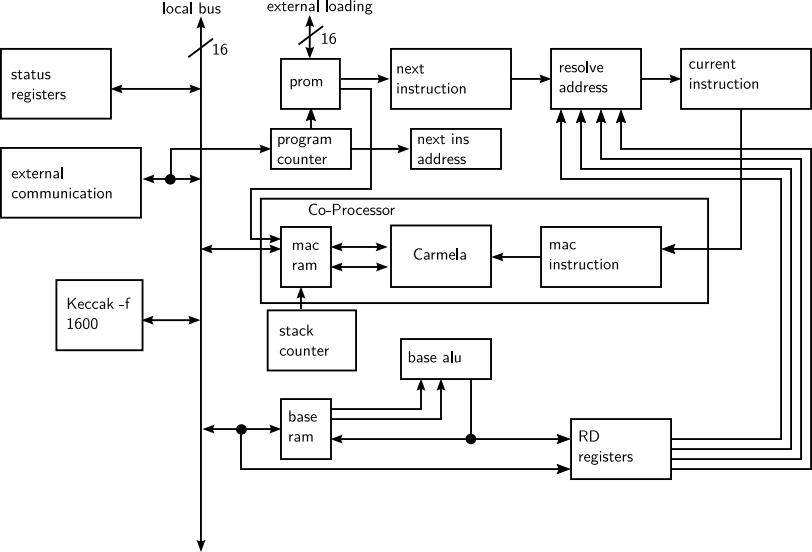 local bus
external loading
16
16
status
registers
prom
next
instruction
resolve
address
current
instruction
program
counter
next ins
address
external
communication
Co-Processor
mac
ram
Carmela
mac
instruction
Keccak -f
1600
stack
counter
base alu
base
ram
RD
registers